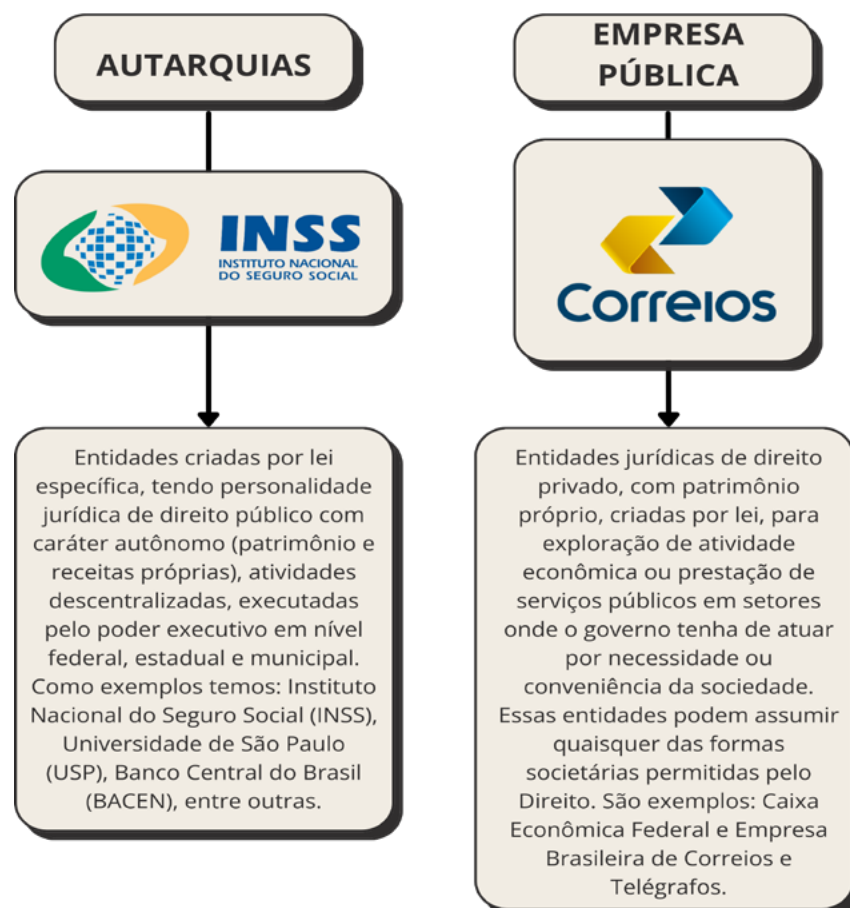 AUTARQUIAS
INSS
INSTITUTO NACIONAL
DO SEGURO SOCIAL
Entidades criadas por lei
específica, tendo personalidade
jurídica de direito público com
caráter autônomo (patrimônio e
receitas próprias), atividades
descentralizadas, executadas
pelo poder executivo em nível
federal, estadual e municipal.
Como exemplos temos: Instituto
Nacional do Seguro Social (INSS),
Universidade de São Paulo
(USP), Banco Central do Brasil
(BACEN), entre outras.
EMPRESA
PÚBLICA
Correios
Entidades jurídicas de direito
privado, com patrimônio
próprio, criadas por lei, para
exploração de atividade
econômica ou prestação de
serviços públicos em setores
onde o governo tenha de atuar
por necessidade ou
conveniência da sociedade.
Essas entidades podem assumir
quaisquer das formas
societárias permitidas pelo
Direito. São exemplos: Caixa
Econômica Federal e Empresa
Brasileira de Correios e
Telégrafos.